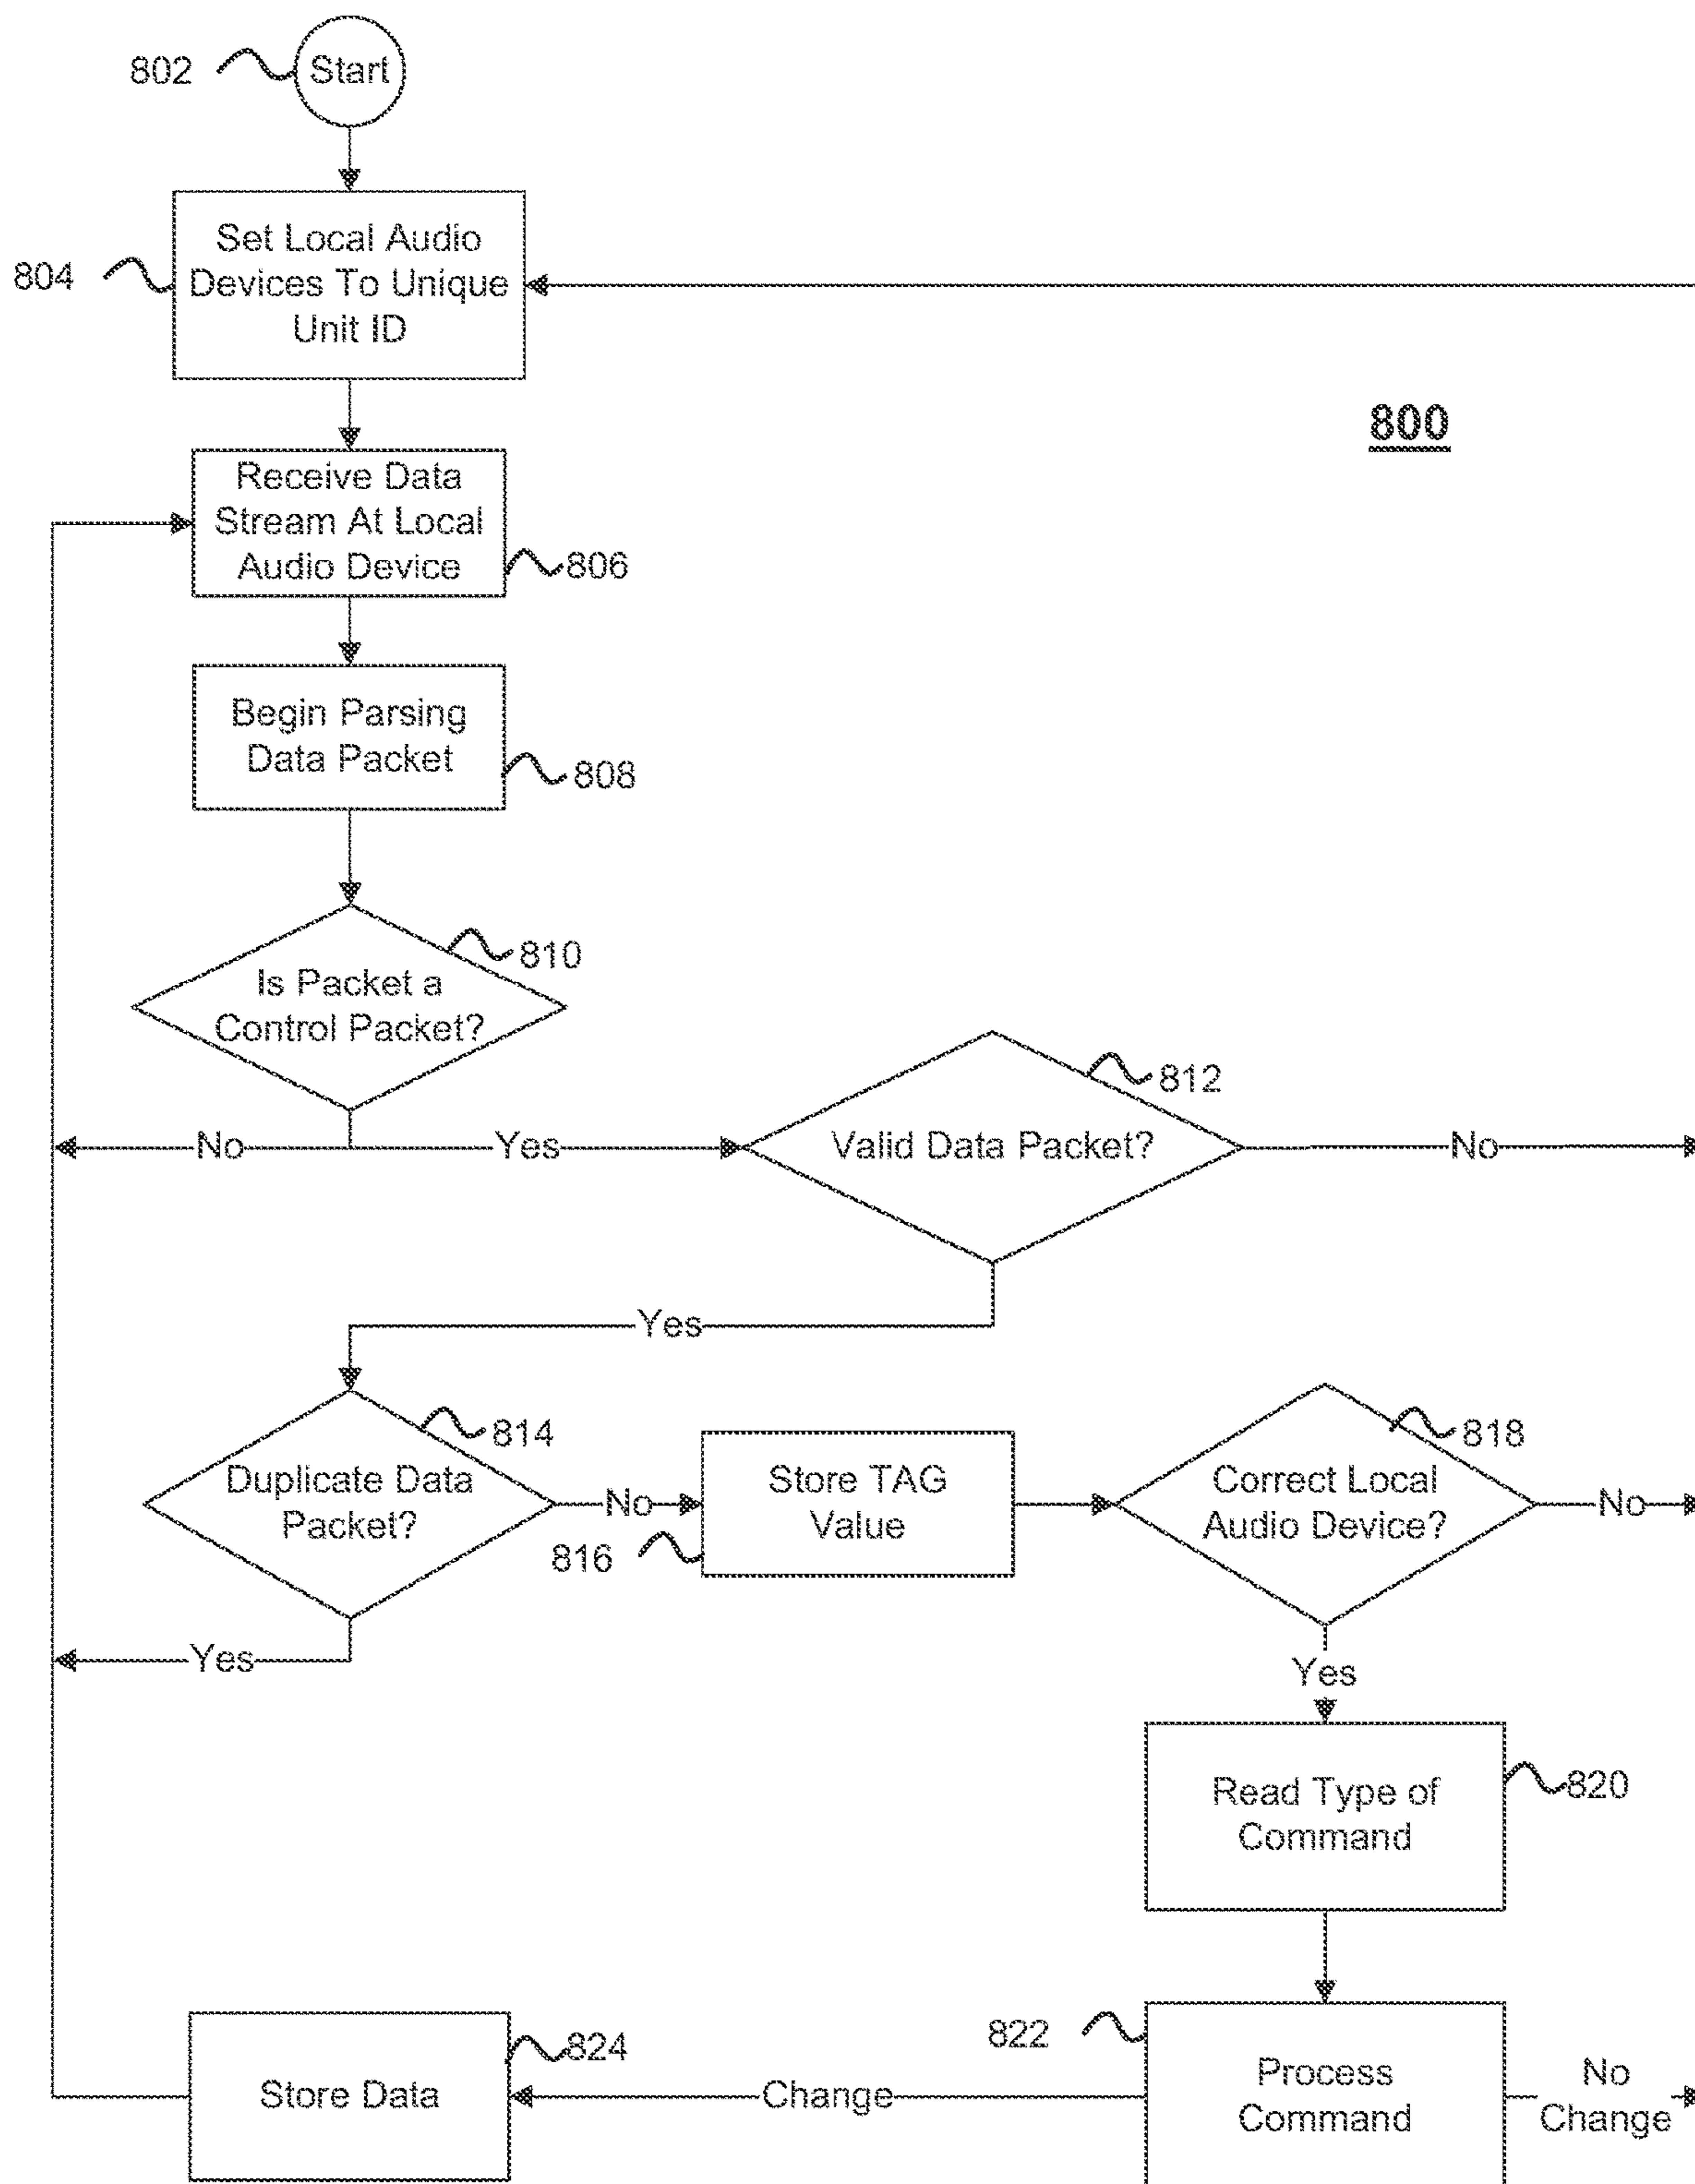 802
Start
804
Set Local Audio
Devices To Unique
Unit ID
800
Receive Data
Stream At Local
Audio Device
806
Begin Parsing
Data Packet
808
810
Is Packet a
Control Packet?
812
Valid Data Packet?
No
Yes
No
Yes
814
Duplicate Data
Packet?
No
816
Store TAG
Value
818
Correct Local
Audio Device?
No
Yes
Yes
820
Read Type of
Command
822
Process
Command
No
Change
Change
824
Store Data